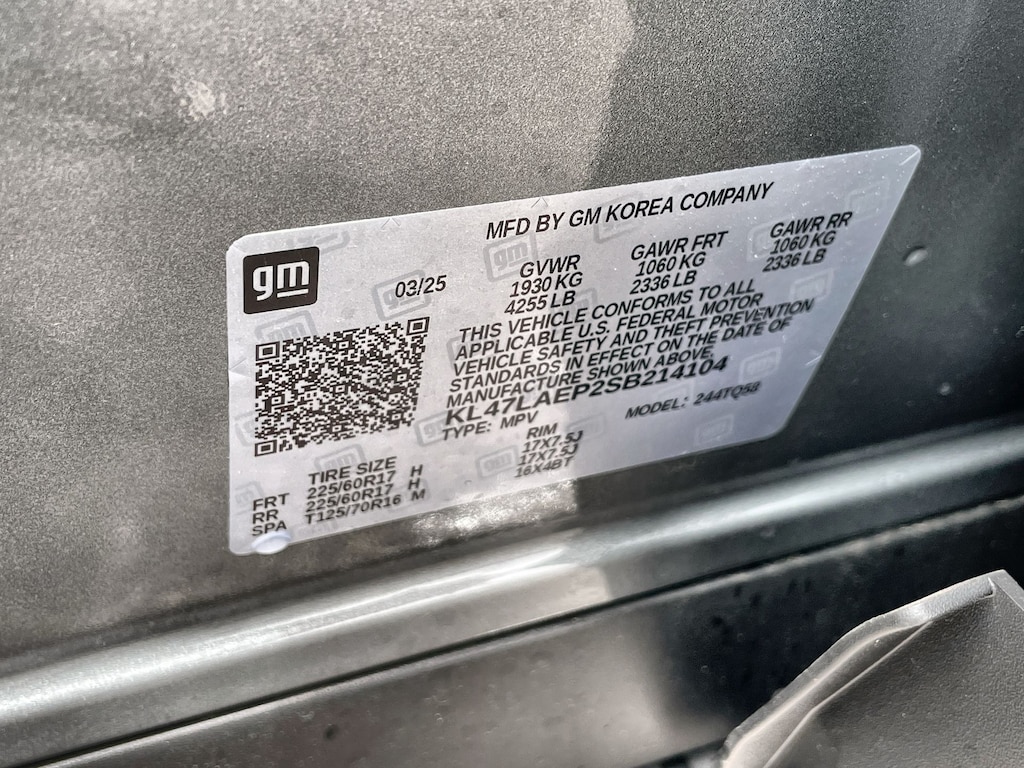 MFD BY GM KOREA COMPANY
gm
03/25
GVWR
1930 KG
4255 LB
GAWR FRT
1060 KG
2336 LB
GAWR RR
1060 KG
2336 LB
THIS VEHICLE CONFORMS TO ALL
APPLICABLE U.S. FEDERAL MOTOR
VEHICLE SAFETY AND THEFT PREVENTION
STANDARDS IN EFFECT ON THE DATE OF
MANUFACTURE SHOWN ABOVE.
KL47LAEP2SB214104
TYPE: MPV
MODEL: 244TQ58
TIRE SIZE RIM
FRT 225/60R17 H 17X7.5J
RR 225/60R17 H 17X7.5J
SPA T125/70R16 M 16X4BT